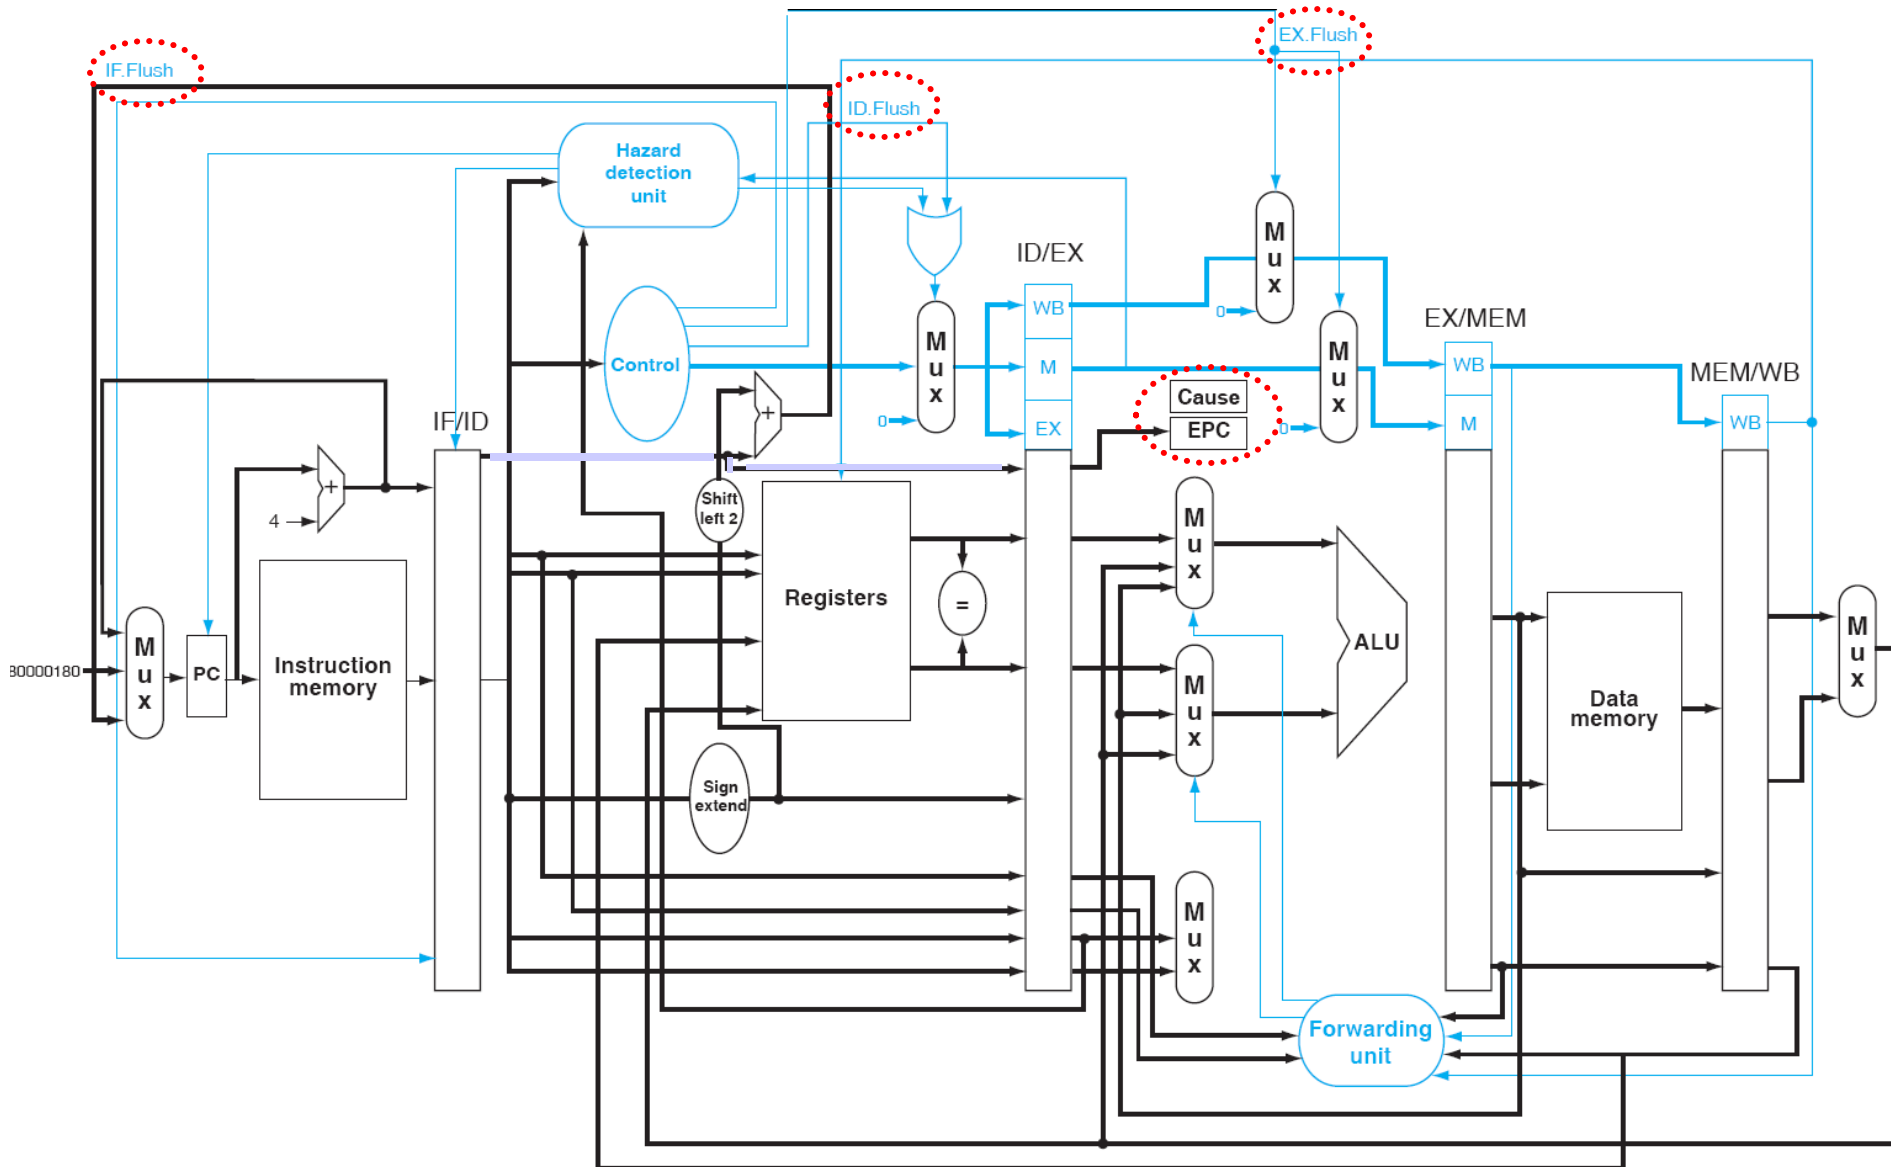 EX.Flush
IF.Flush
ID.Flush
Hazard
detection
unit
M
u
x
ID/EX
WB
0
EX/MEM
Control
M
u
x
M
M
u
x
WB
MEM/WB
Cause
+
IF/ID
0
EX
EPC
0
M
WB
+
4
Shift
left 2
M
u
x
Registers
=
ALU
M
u
x
80000180
PC
Instruction
memory
M
u
x
Data
memory
M
u
x
Sign
extend
M
u
x
Forwarding
unit